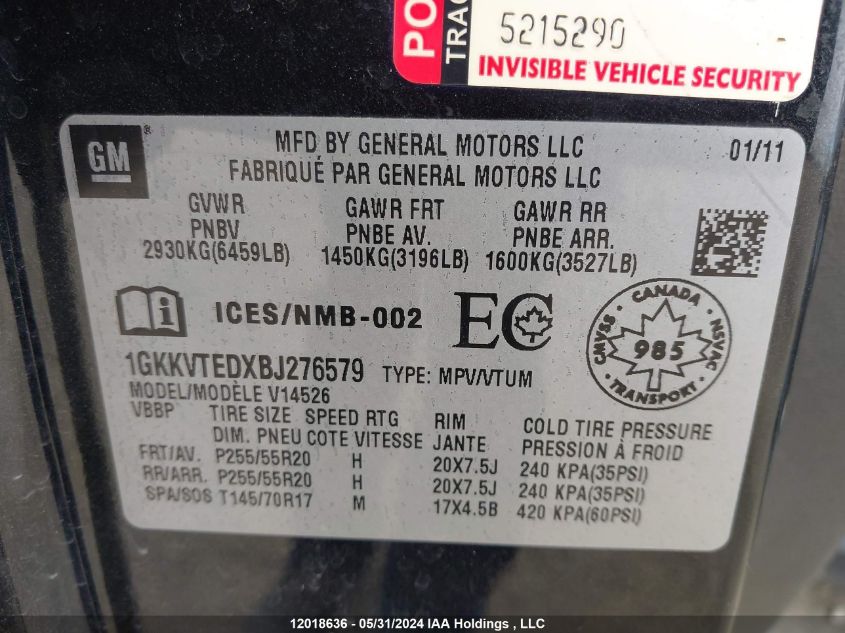 PO
TRAC
5215290
INVISIBLE VEHICLE SECURITY
GM
MFD BY GENERAL MOTORS LLC 01/11
FABRIQUÉ PAR GENERAL MOTORS LLC
GVWR GAWR FRT GAWR RR
PNBV PNBE AV. PNBE ARR.
2930KG(6459LB) 1450KG(3196LB) 1600KG(3527LB)
i ICES/NMB-002 EC
CANADA
CMVSS 985 NSVAC
TRANSPORT
1GKKVTEDXBJ276579 TYPE: MPV/VTUM
MODEL/MODÈLE V14526
VBBP TIRE SIZE SPEED RTG RIM COLD TIRE PRESSURE
DIM. PNEU COTE VITESSE JANTE PRESSION À FROID
FRT/AV. P255/55R20 H 20X7.5J 240 KPA(35PSI)
RR/ARR. P255/55R20 H 20X7.5J 240 KPA(35PSI)
SPA/SOS T145/70R17 M 17X4.5B 420 KPA(60PSI)
12018636 - 05/31/2024 IAA Holdings , LLC